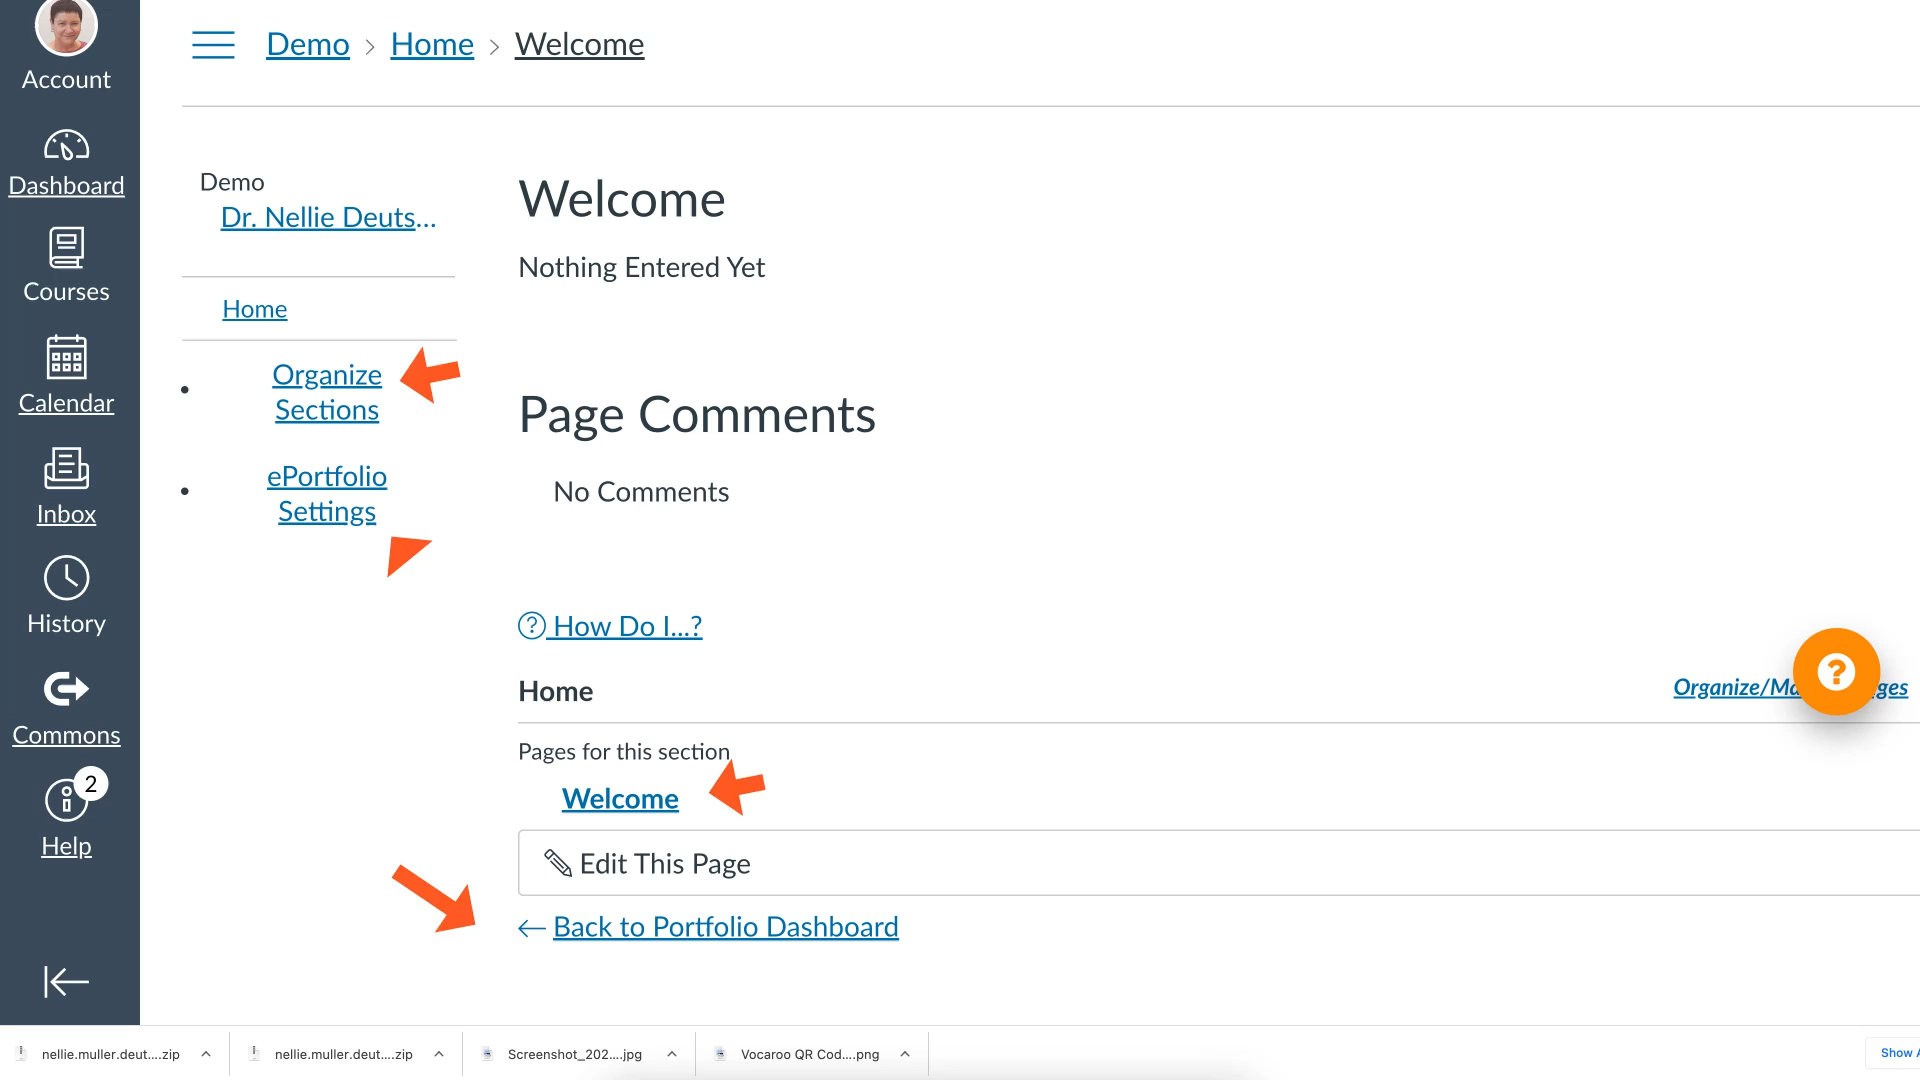 Account
Dashboard
Courses
Calendar
Inbox
History
Commons
2
Help
Demo > Home > Welcome
Demo
Dr. Nellie Deuts...
Home
Organize
Sections
ePortfolio
Settings
Welcome
Nothing Entered Yet
Page Comments
No Comments
? How Do I...?
Home
Organize/Ma
ges
?
Pages for this section
Welcome
Edit This Page
Back to Portfolio Dashboard
nellie.muller.deut....zip
nellie.muller.deut....zip
Screenshot_202....jpg
Vocaroo QR Cod....png
Show